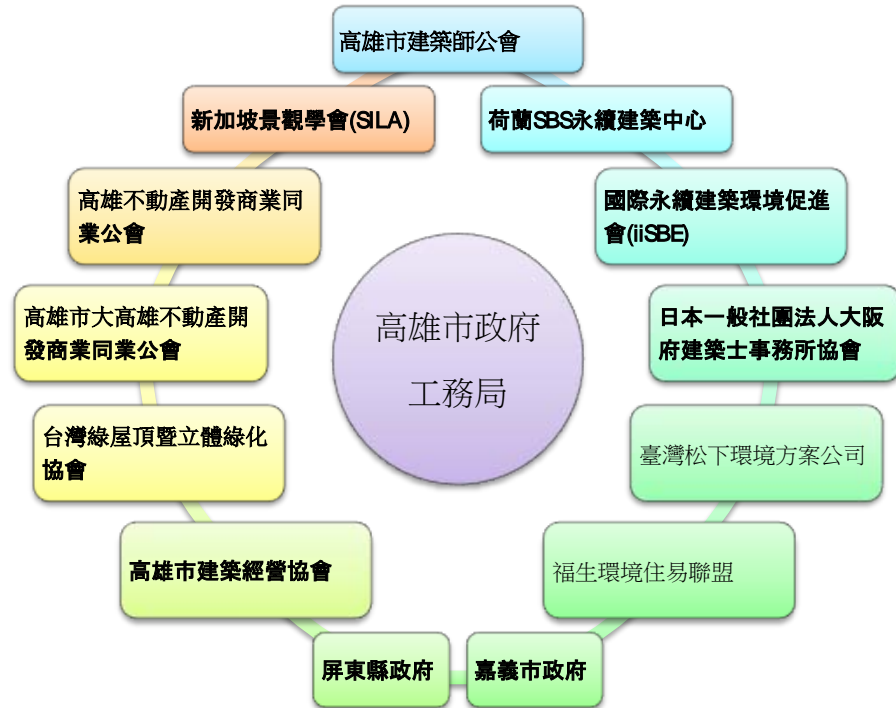 高雄市建築師公會
新加坡景觀學會(SILA)
荷蘭SBS永續建築中心
高雄不動產開發商業同
業公會
國際永續建築環境促進
會(iiSBE)
高雄市大高雄不動產開
發商業同業公會
高雄市政府
工務局
日本一般社團法人大阪
府建築士事務所協會
台灣綠屋頂暨立體綠化
協會
臺灣松下環境方案公司
高雄市建築經營協會
福生環境住易聯盟
屏東縣政府
嘉義市政府